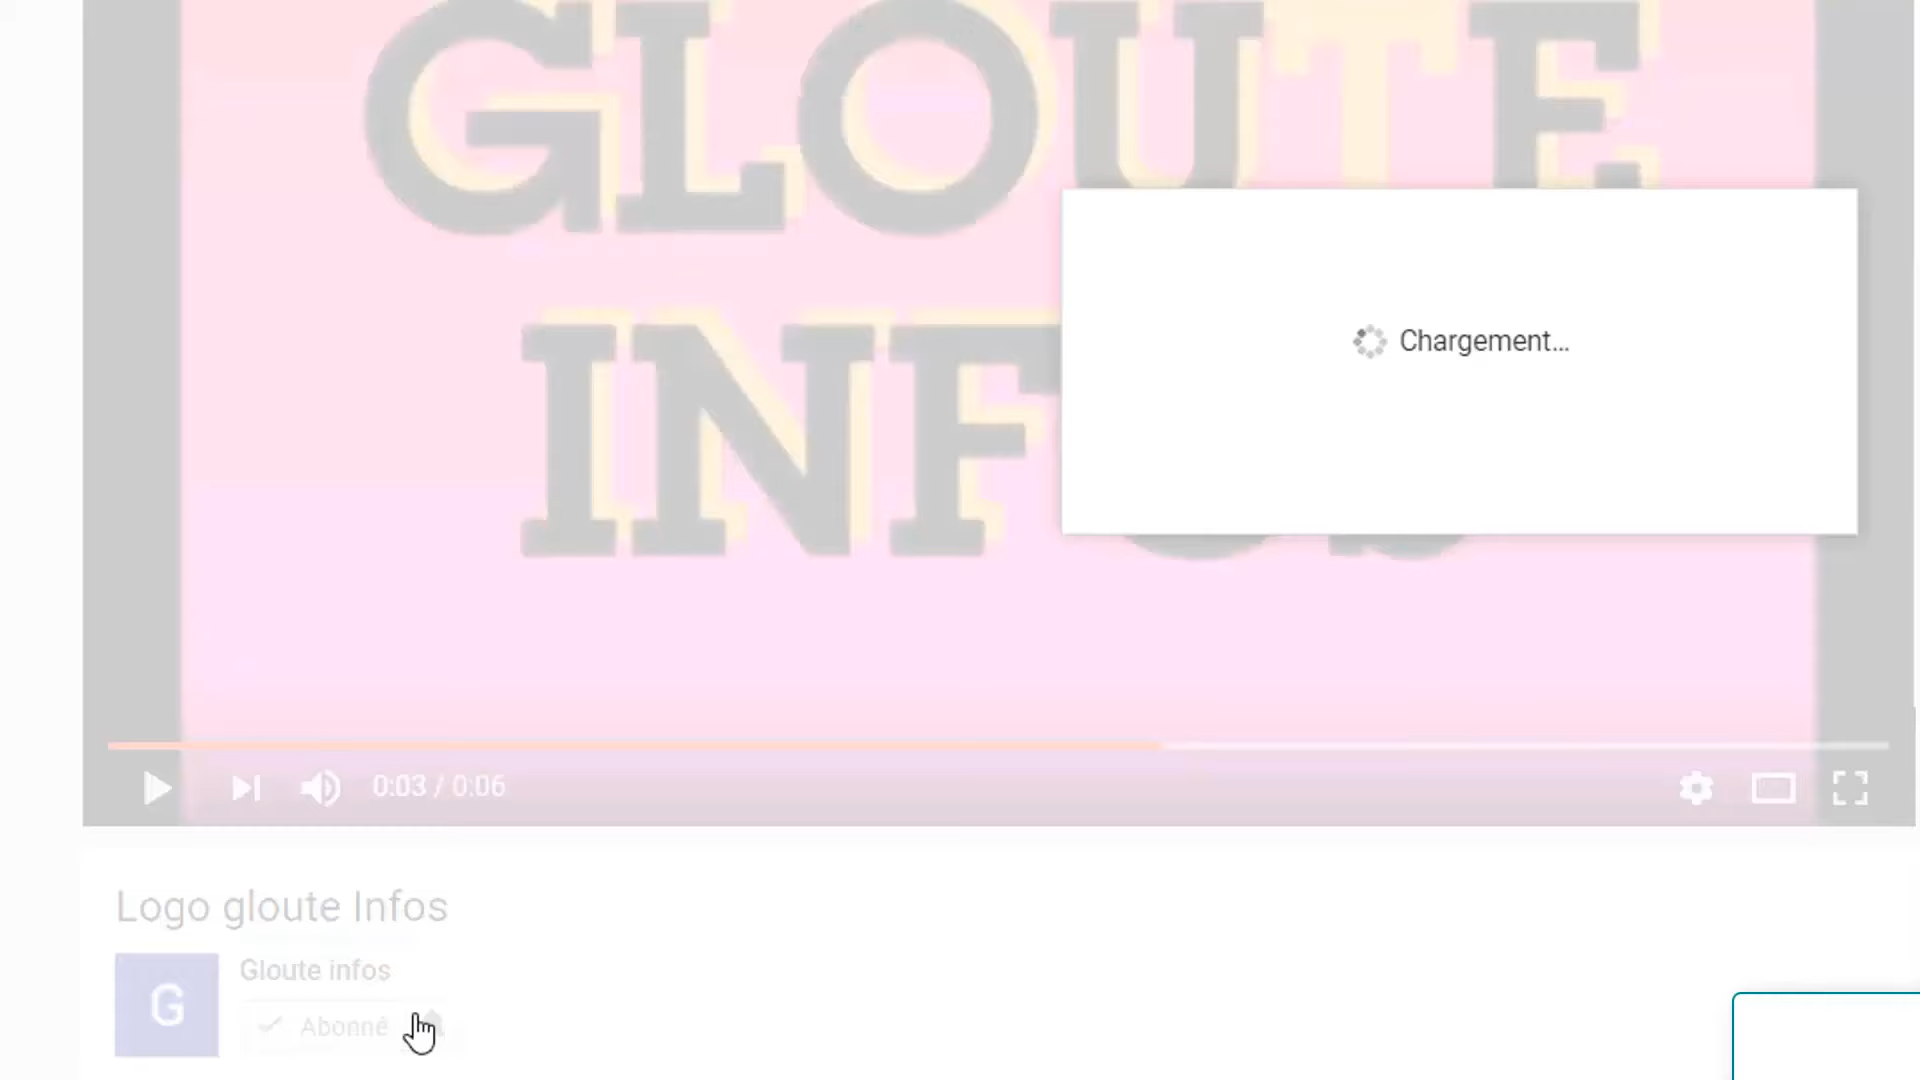 GLOUTE
INF
Chargement...
0:03 / 0:06
Logo gloute Infos
G
Gloute infos
Abonné